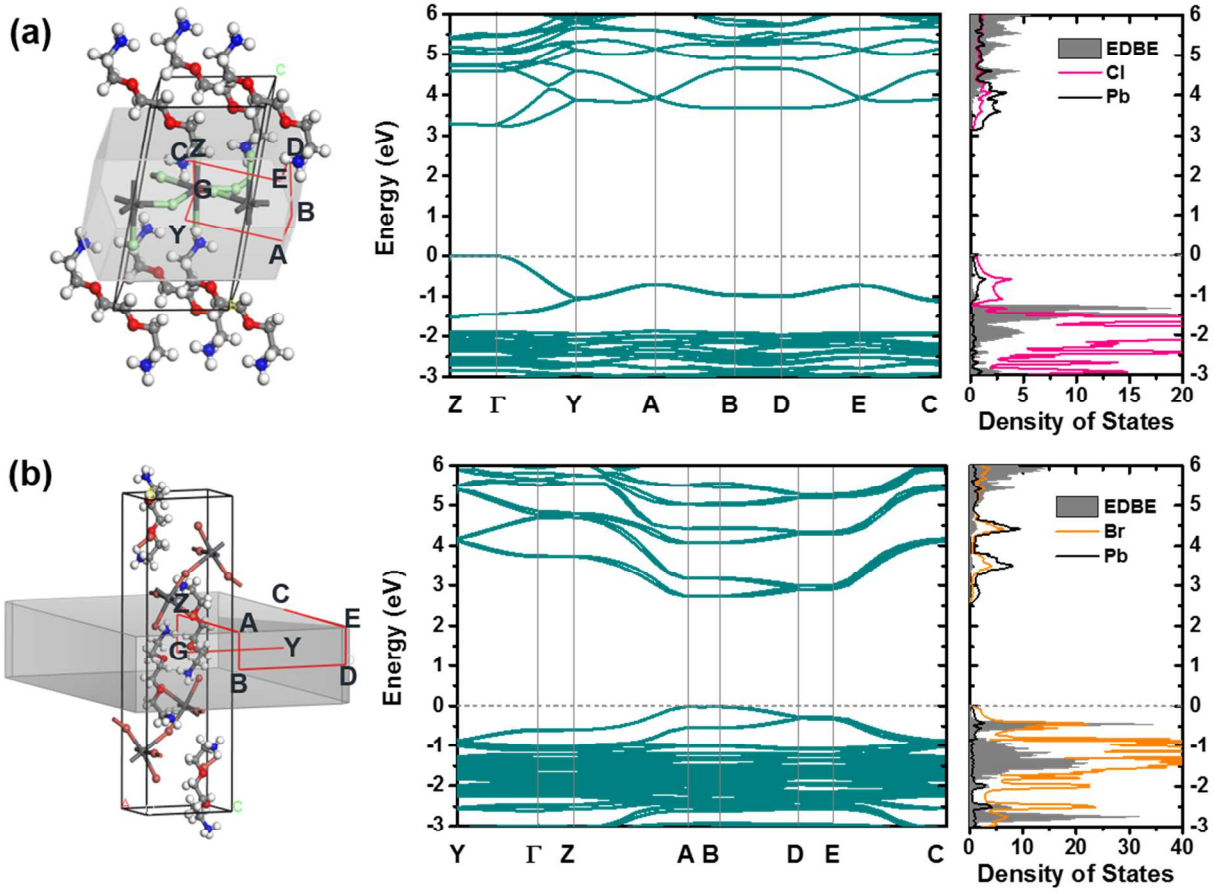 (a)
C
C Z D
E
G
B
Y
A
Energy (eV)
6
5
4
3
2
1
0
-1
-2
-3
Z Γ Y A B D E C
EDBE
Cl
Pb
6
5
4
3
2
1
0
-1
-2
-3
0 5 10 15 20
Density of States
(b)
Z C
A E
G Y
B D
A C
Energy (eV)
6
5
4
3
2
1
0
-1
-2
-3
Y Γ Z A B D E C
EDBE
Br
Pb
6
5
4
3
2
1
0
-1
-2
-3
0 10 20 30 40
Density of States